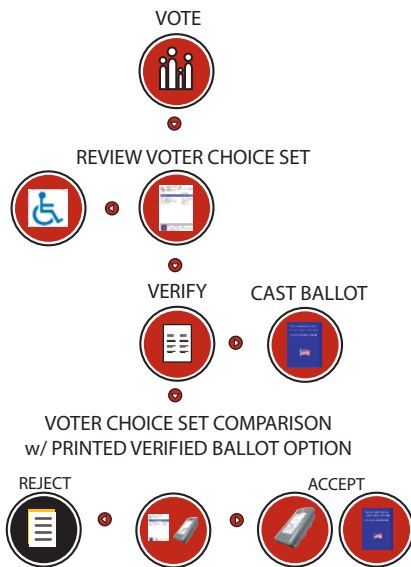 VOTE
REVIEW VOTER CHOICE SET
VERIFY
CAST BALLOT
VOTER CHOICE SET COMPARISON
w/ PRINTED VERIFIED BALLOT OPTION
REJECT
ACCEPT